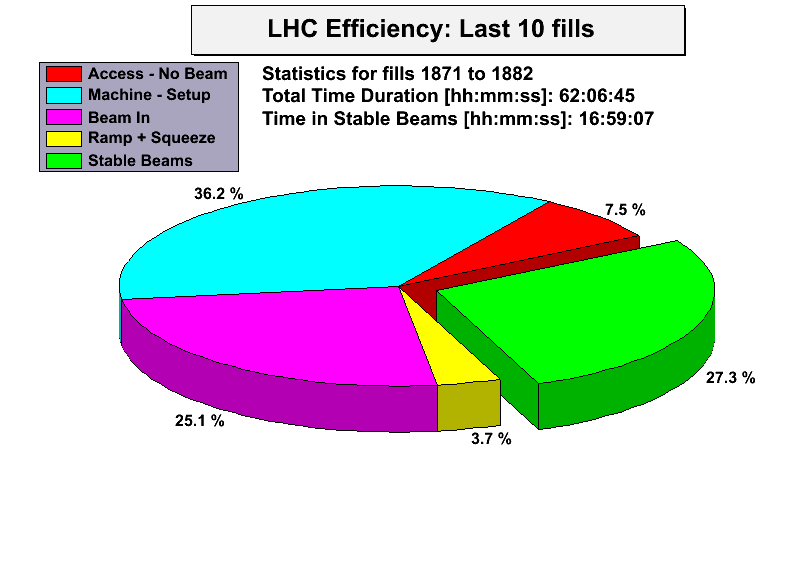 LHC Efficiency: Last 10 fills
Access - No Beam
Machine - Setup
Beam In
Ramp + Squeeze
Stable Beams
Statistics for fills 1871 to 1882
Total Time Duration [hh:mm:ss]: 62:06:45
Time in Stable Beams [hh:mm:ss]: 16:59:07
36.2 %
7.5 %
27.3 %
25.1 %
3.7 %